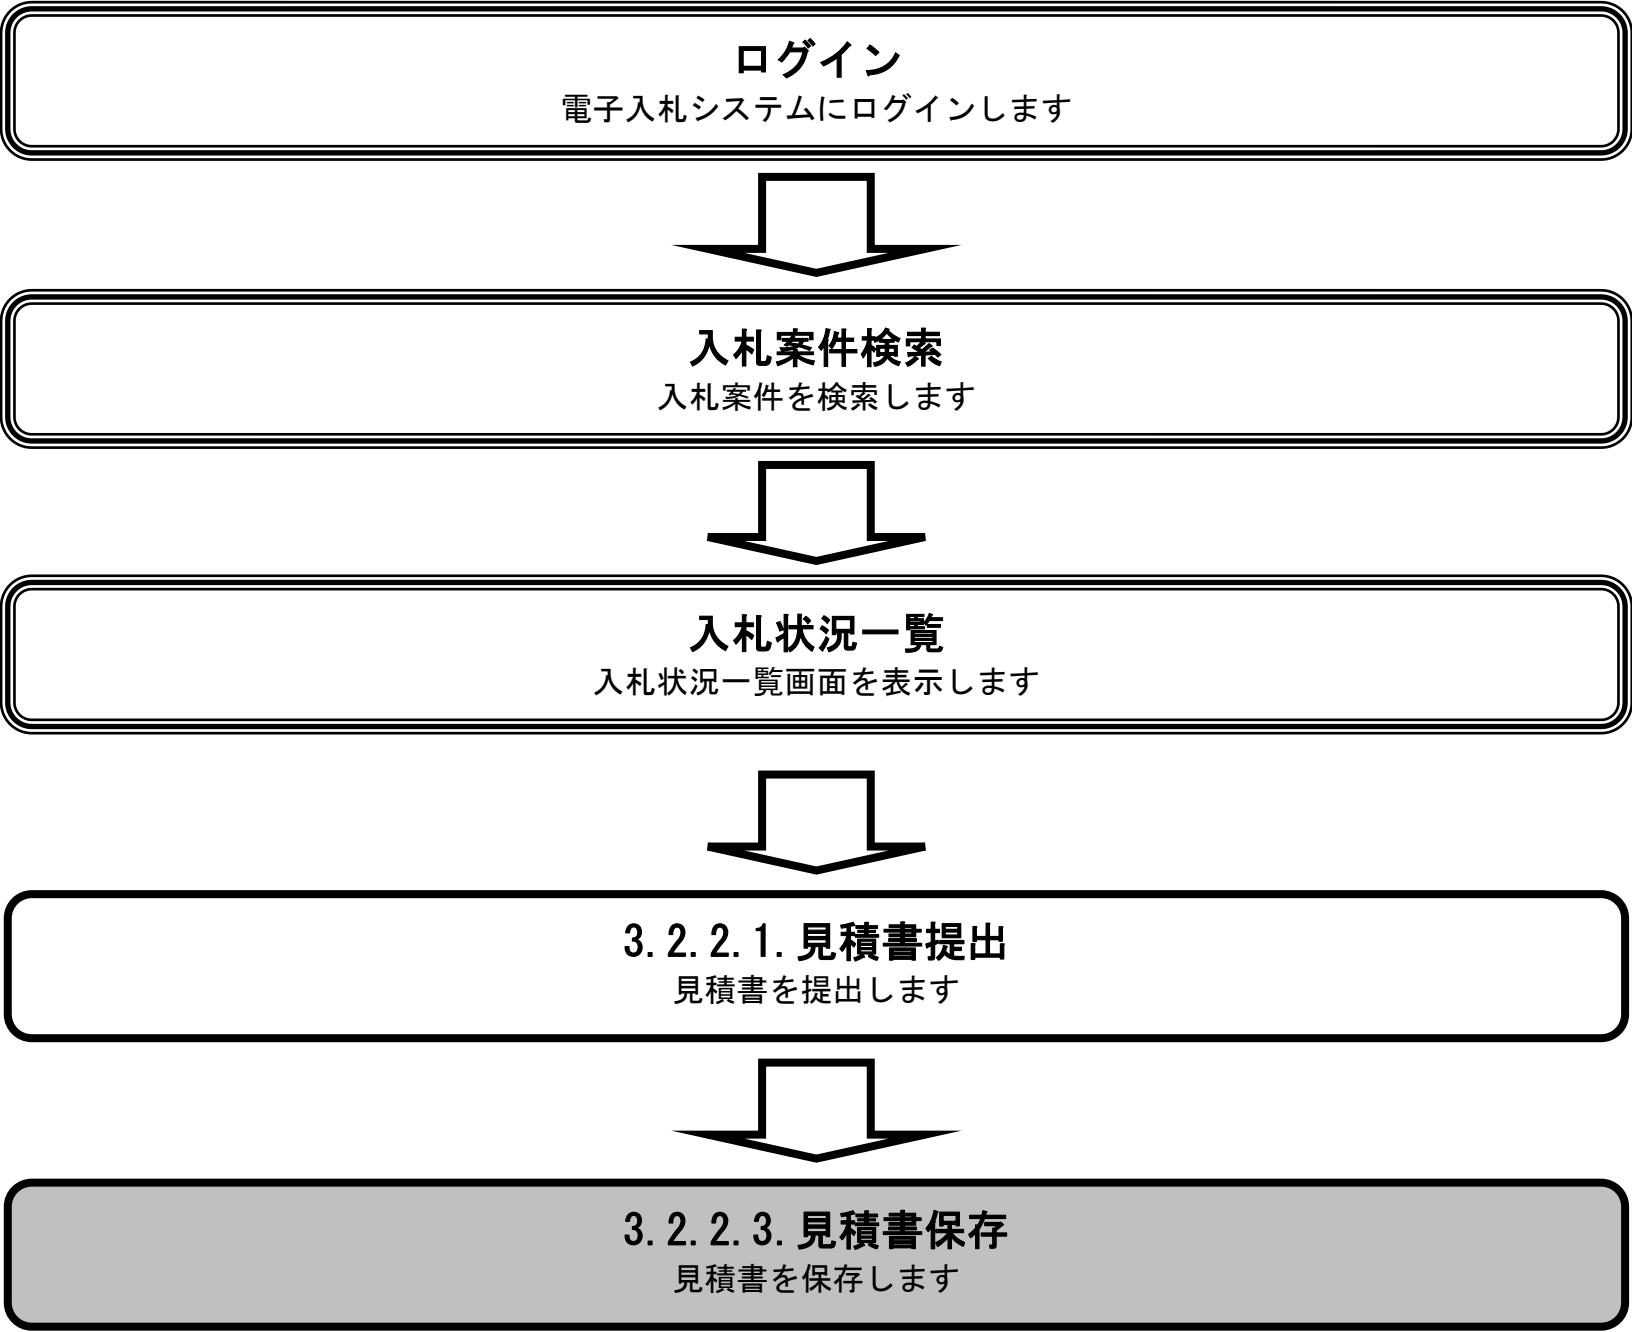 ログイン
電子入札システムにログインします
入札案件検索
入札案件を検索します
入札状況一覧
入札状況一覧画面を表示します
3.2.2.1.見積書提出
見積書を提出します
3.2.2.3.見積書保存
見積書を保存します